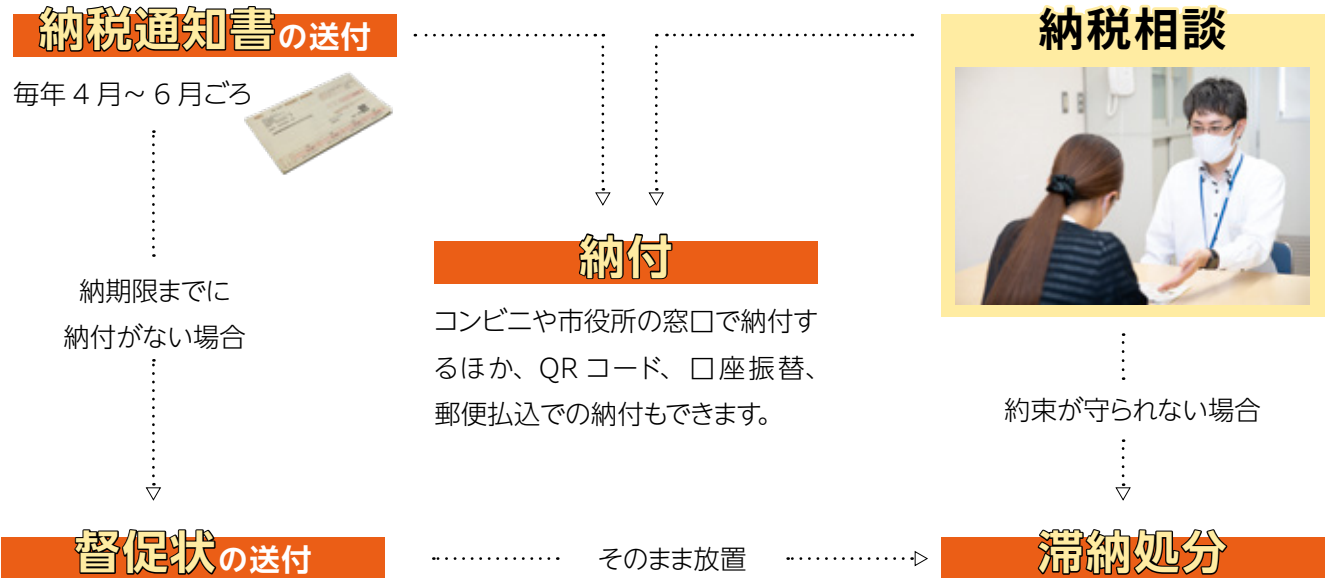 納税通知書の送付
毎年4月～6月ごろ
納期限までに
納付がない場合
督促状の送付
納付
コンビニや市役所の窓口で納付す
るほか、QRコード、口座振替、
郵便払込での納付もできます。
そのまま放置
納税相談
約束が守られない場合
滞納処分